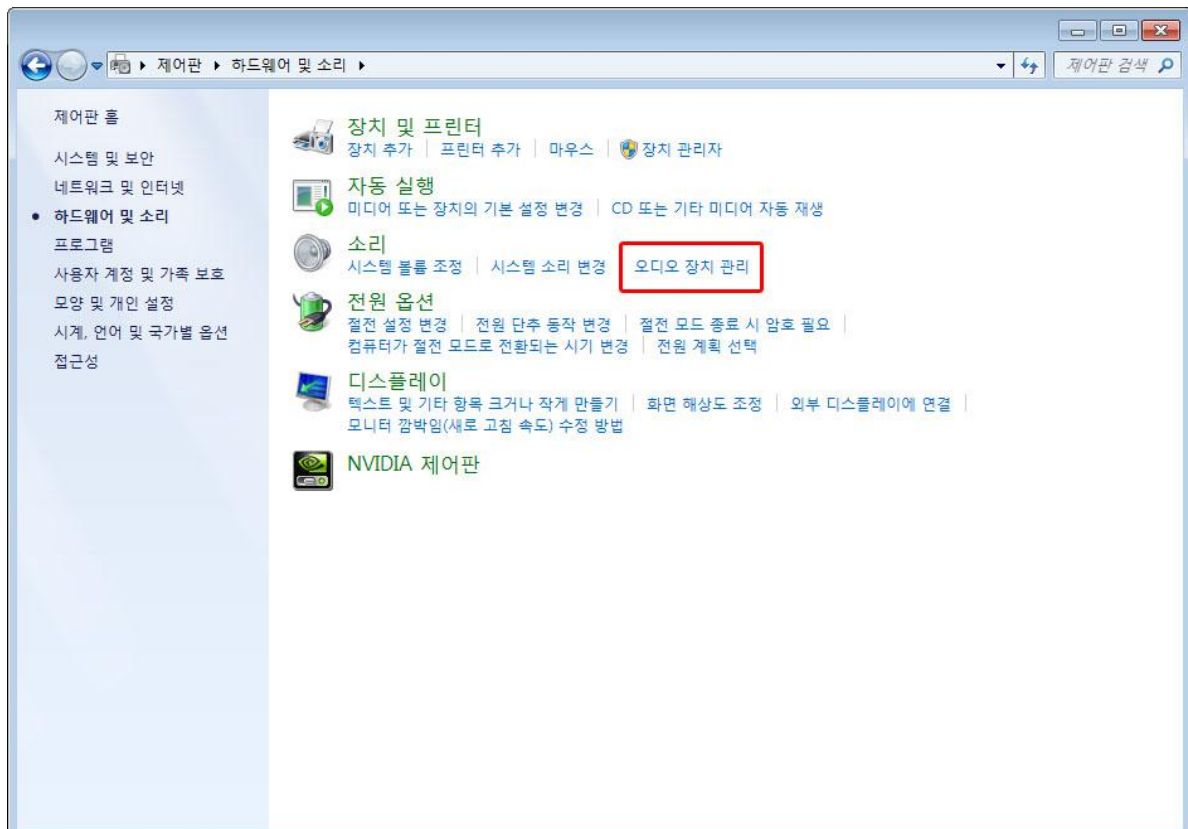 제어판 ▸ 하드웨어 및 소리 ▸
제어판 검색
제어판 홈
시스템 및 보안
네트워크 및 인터넷
하드웨어 및 소리
프로그램
사용자 계정 및 가족 보호
모양 및 개인 설정
시계, 언어 및 국가별 옵션
접근성
장치 및 프린터
장치 추가 | 프린터 추가 | 마우스 | 장치 관리자
자동 실행
미디어 또는 장치의 기본 설정 변경 | CD 또는 기타 미디어 자동 재생
소리
시스템 볼륨 조정 | 시스템 소리 변경 | 오디오 장치 관리
전원 옵션
절전 설정 변경 | 전원 단추 동작 변경 | 절전 모드 종료 시 암호 필요
컴퓨터가 절전 모드로 전환되는 시기 변경 | 전원 계획 선택
디스플레이
텍스트 및 기타 항목 크거나 작게 만들기 | 화면 해상도 조정 | 외부 디스플레이에 연결
모니터 깜박임(새로 고침 속도) 수정 방법
NVIDIA 제어판